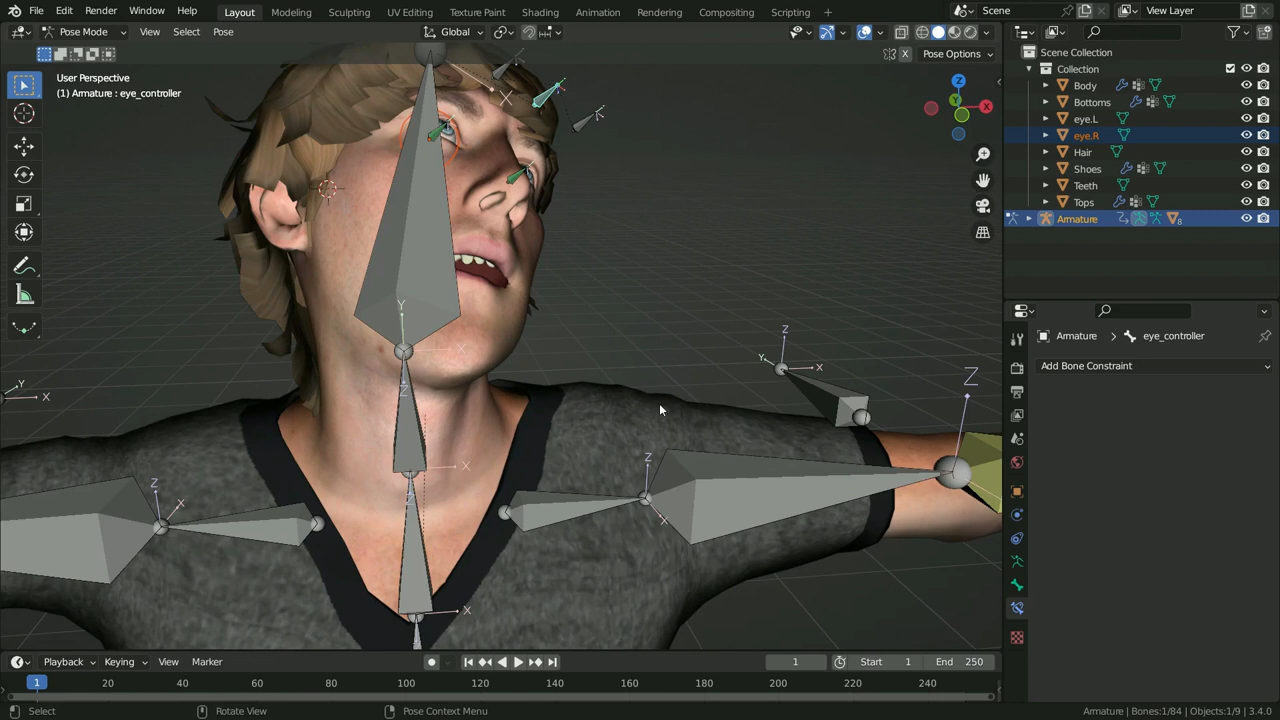 File Edit Render Window Help Layout Modeling Sculpting UV Editing Texture Paint Shading Animation Rendering Compositing Scripting + Scene View Layer
Pose Mode View Select Pose Global
X Pose Options
User Perspective
(1) Armature : eye_controller
Z
Y
X
Scene Collection
Collection
Body
Bottoms
eye.L
eye.R
Hair
Shoes
Teeth
Tops
Armature 8
Armature > eye_controller
Add Bone Constraint
Y
X
Z
Z
Y X
Z
X
Z
X
Z
X
Y
X
Z
X
X
Playback Keying View Marker 1 Start 1 End 250
1 20 40 60 80 100 120 140 160 180 200 220 240
Select Rotate View Pose Context Menu Armature | Bones:1/84 | Objects:1/9 | 3.4.0